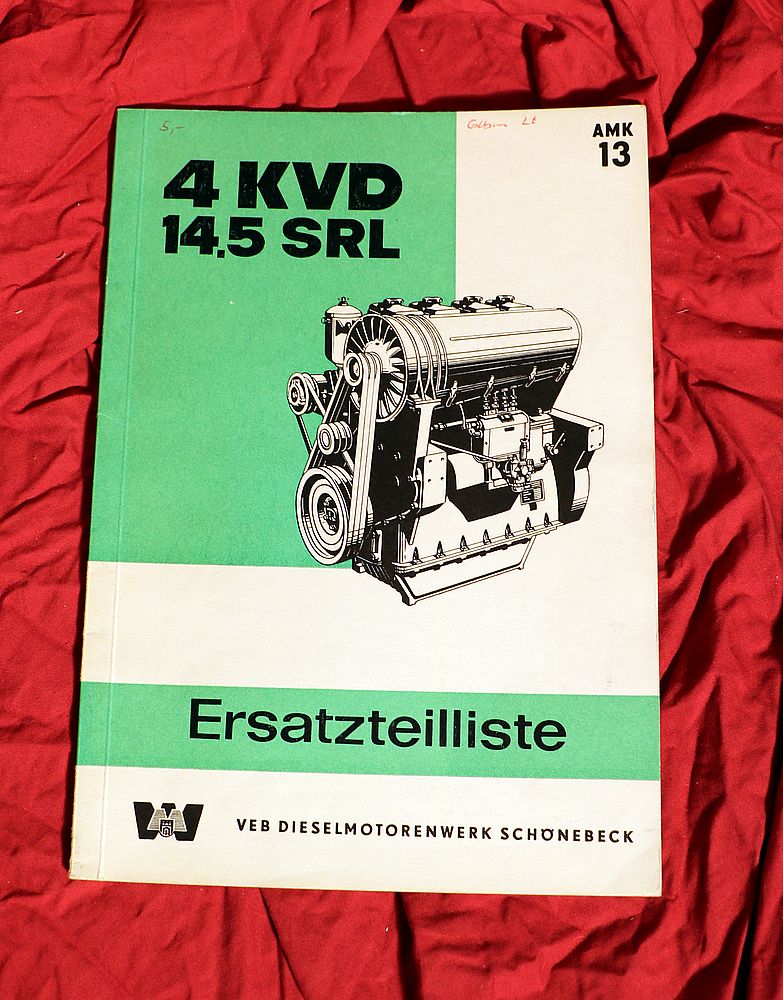 5,-
AMK
13
4 KVD
14.5 SRL
Ersatzteilliste
VEB DIESELMOTORENWERK SCHÖNEBECK